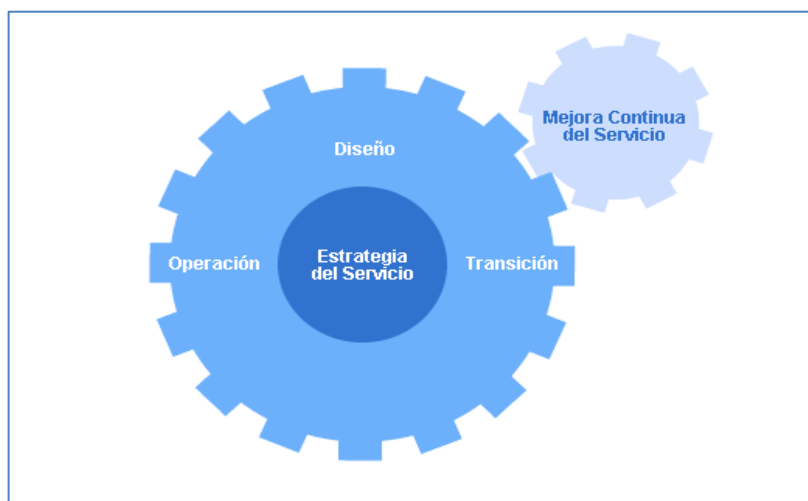 Mejora Continua
del Servicio
Diseño
Operación
Estrategia
del Servicio
Transición